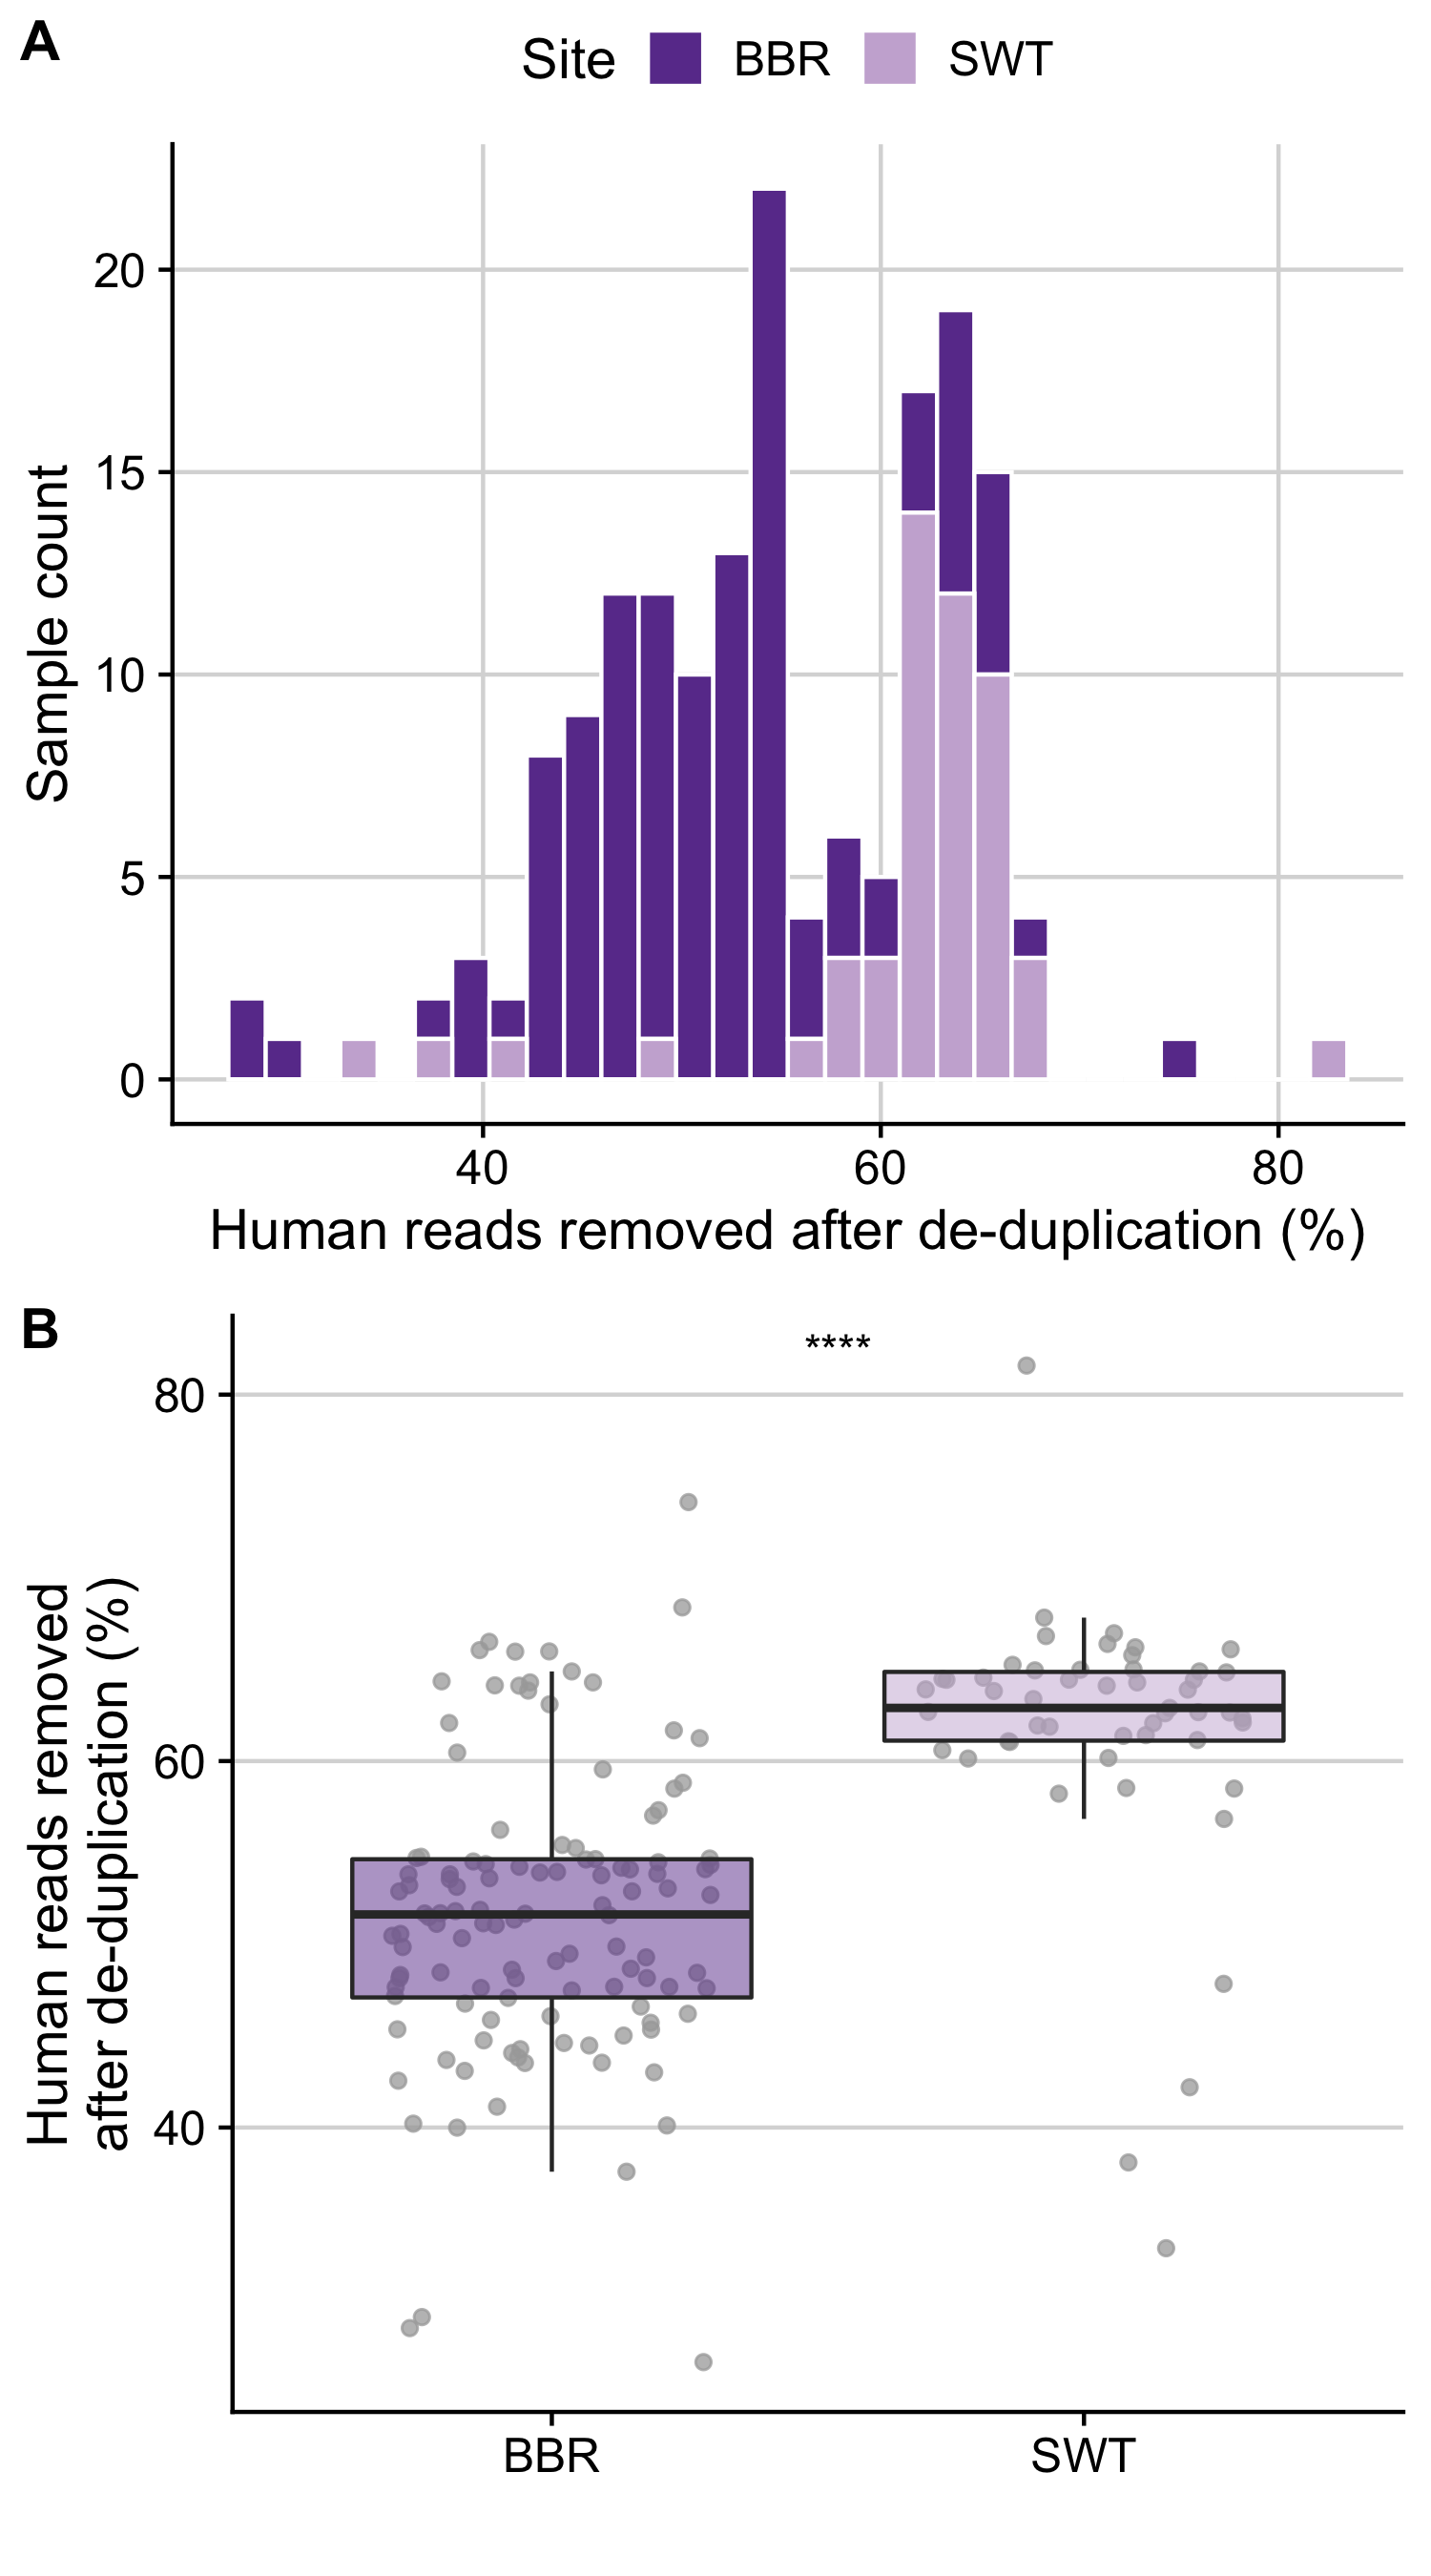 A
Site BBR SWT
20
15
10
5
0
Sample count
40 60 80
Human reads removed after de-duplication (%)
B
****
80
60
40
Human reads removed
after de-duplication (%)
BBR SWT